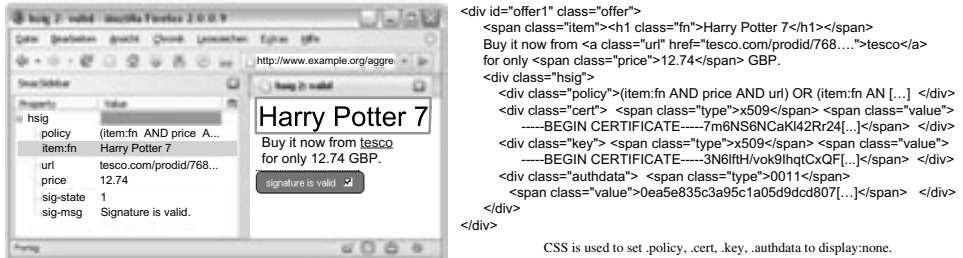 hsig 2: valid - Mozilla Firefox 2.0.0.9
Datei Bearbeiten Ansicht Chronik Lesezeichen Extras Hilfe
http://www.example.org/aggre
hsig 2: valid
Property Value
hsig
policy (item:fn AND price A...
item:fn Harry Potter 7
url tesco.com/prodid/768...
price 12.74
sig-state 1
sig-msg Signature is valid.
Fertig
Harry Potter 7
Buy it now from tesco
for only 12.74 GBP.
signature is valid
<div id="offer1" class="offer">
<span class="item"><h1 class="fn">Harry Potter 7</h1></span>
Buy it now from <a class="url" href="tesco.com/prodid/768….">tesco</a>
for only <span class="price">12.74</span> GBP.
<div class="hsig">
<div class="policy">(item:fn AND price AND url) OR (item:fn AN […] </div>
<div class="cert"> <span class="type">x509</span> <span class="value">
-----BEGIN CERTIFICATE-----7m6NS6NCaKl42Rr24[...]</span> </div>
<div class="key"> <span class="type">x509</span> <span class="value">
-----BEGIN CERTIFICATE-----3N6lftH/vok9IhqtCxQF[...]</span> </div>
<div class="authdata"> <span class="type">0011</span>
<span class="value">0ea5e835c3a95c1a05d9dcd807[…]</span> </div>
</div>
</div>
CSS is used to set .policy, .cert, .key, .authdata to display:none.